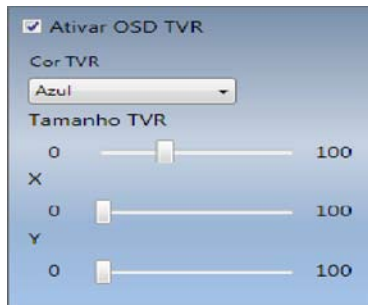 Ativar OSD TVR
Cor TVR
Azul
Tamanho TVR
0 100
X
0 100
Y
0 100